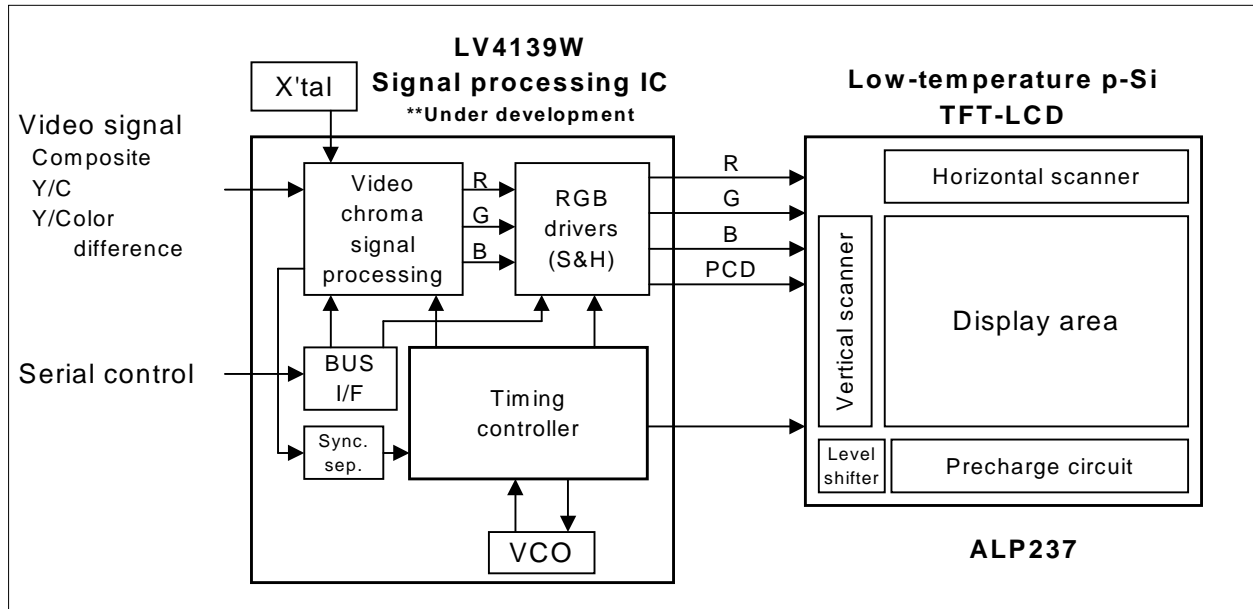 LV4139W
Signal processing IC
**Under development
X'tal
Low-temperature p-Si
TFT-LCD
Video signal
Composite
Y/C
Y/Color
difference
Video
chroma
signal
processing
R
G
B
RGB
drivers
(S&H)
R
G
B
PCD
Horizontal scanner
Vertical scanner
Display area
Serial control
BUS
I/F
Timing
controller
Sync.
sep.
Level
shifter
Precharge circuit
VCO
ALP237